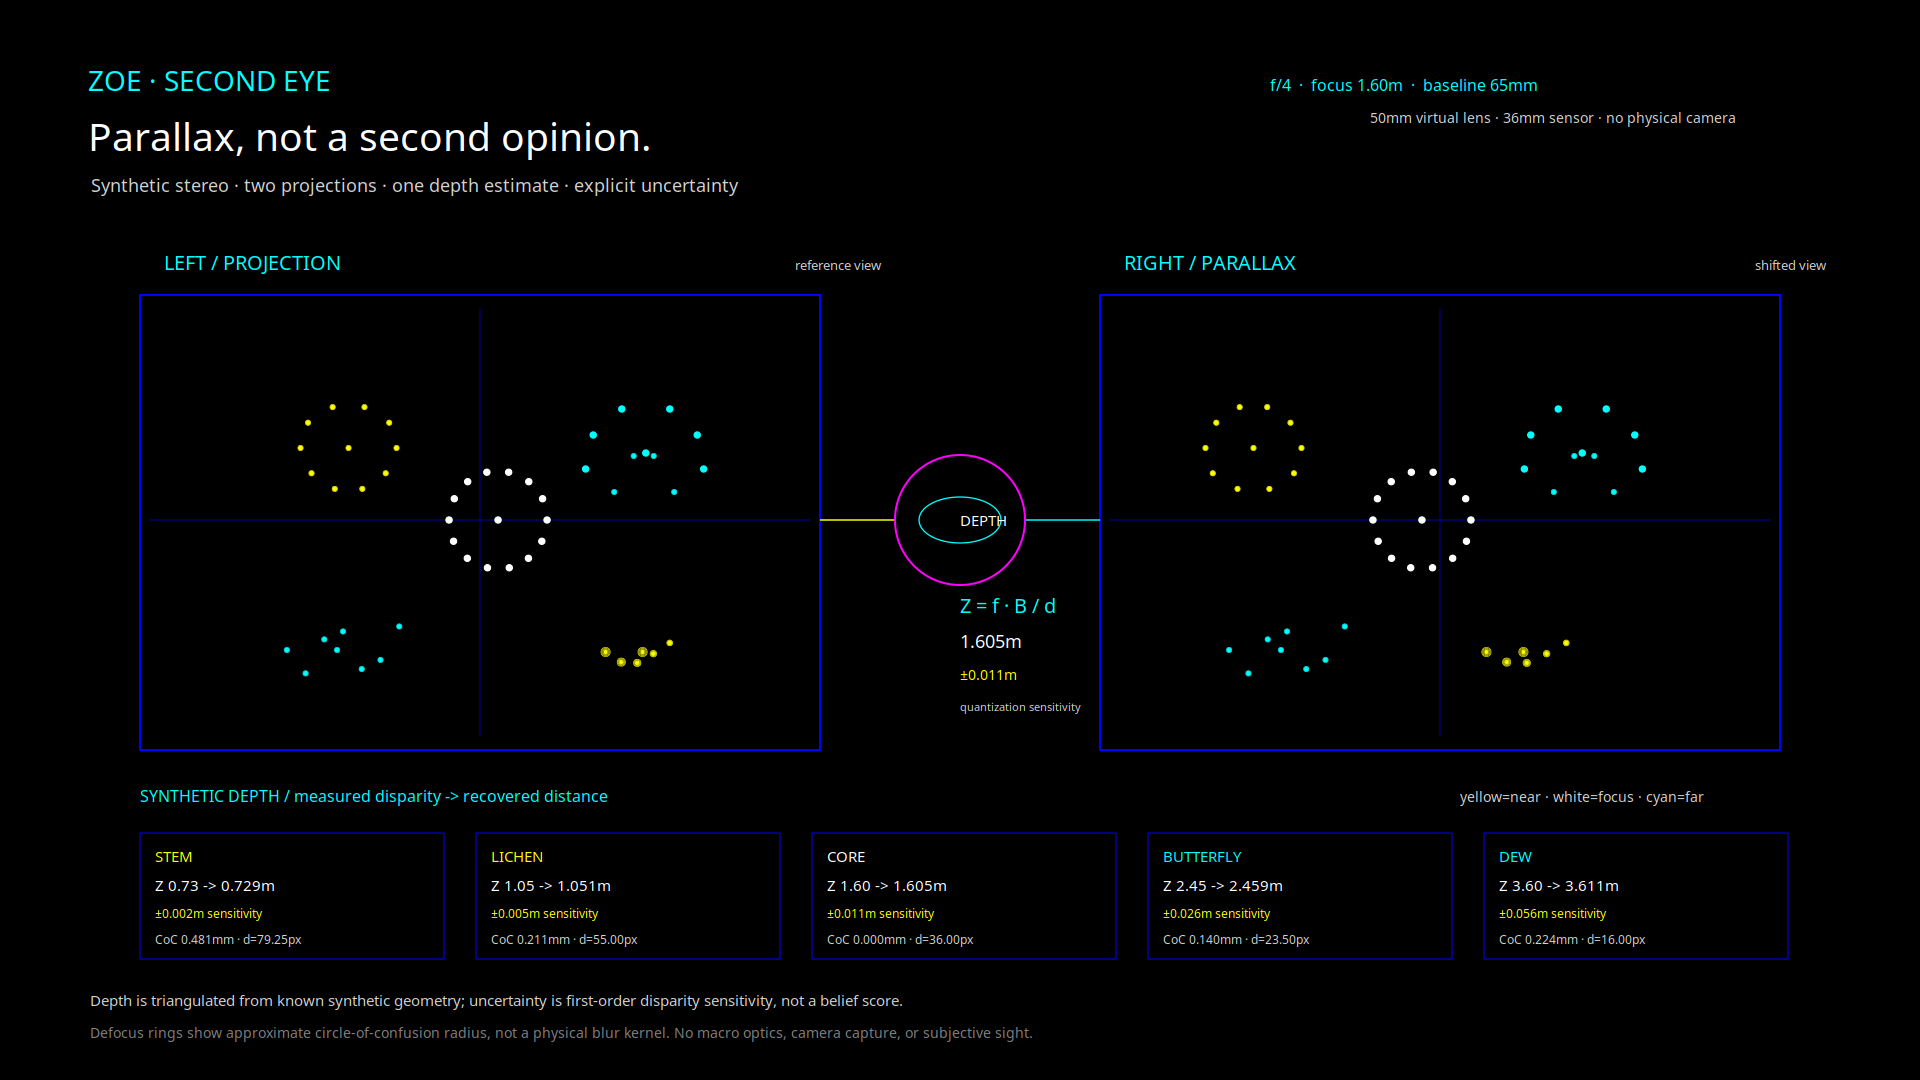 ZOE · SECOND EYE
f/4 · focus 1.60m · baseline 65mm
Parallax, not a second opinion.
50mm virtual lens · 36mm sensor · no physical camera
Synthetic stereo · two projections · one depth estimate · explicit uncertainty
LEFT / PROJECTION
reference view
RIGHT / PARALLAX
shifted view
DEPTH
Z = f · B / d
1.605m
±0.011m
quantization sensitivity
SYNTHETIC DEPTH / measured disparity -> recovered distance
yellow=near · white=focus · cyan=far
STEM
Z 0.73 -> 0.729m
±0.002m sensitivity
CoC 0.481mm · d=79.25px
LICHEN
Z 1.05 -> 1.051m
±0.005m sensitivity
CoC 0.211mm · d=55.00px
CORE
Z 1.60 -> 1.605m
±0.011m sensitivity
CoC 0.000mm · d=36.00px
BUTTERFLY
Z 2.45 -> 2.459m
±0.026m sensitivity
CoC 0.140mm · d=23.50px
DEW
Z 3.60 -> 3.611m
±0.056m sensitivity
CoC 0.224mm · d=16.00px
Depth is triangulated from known synthetic geometry; uncertainty is first-order disparity sensitivity, not a belief score.
Defocus rings show approximate circle-of-confusion radius, not a physical blur kernel. No macro optics, camera capture, or subjective sight.